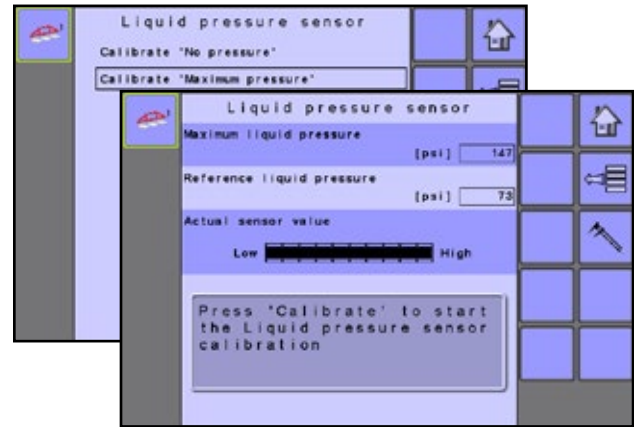 Liquid pressure sensor
Calibrate "No pressure"
Calibrate "Maximum pressure"
Liquid pressure sensor
Maximum liquid pressure
[psi] 147
Reference liquid pressure
[psi] 73
Actual sensor value
Low High
Press 'Calibrate' to start
the Liquid pressure sensor
calibration